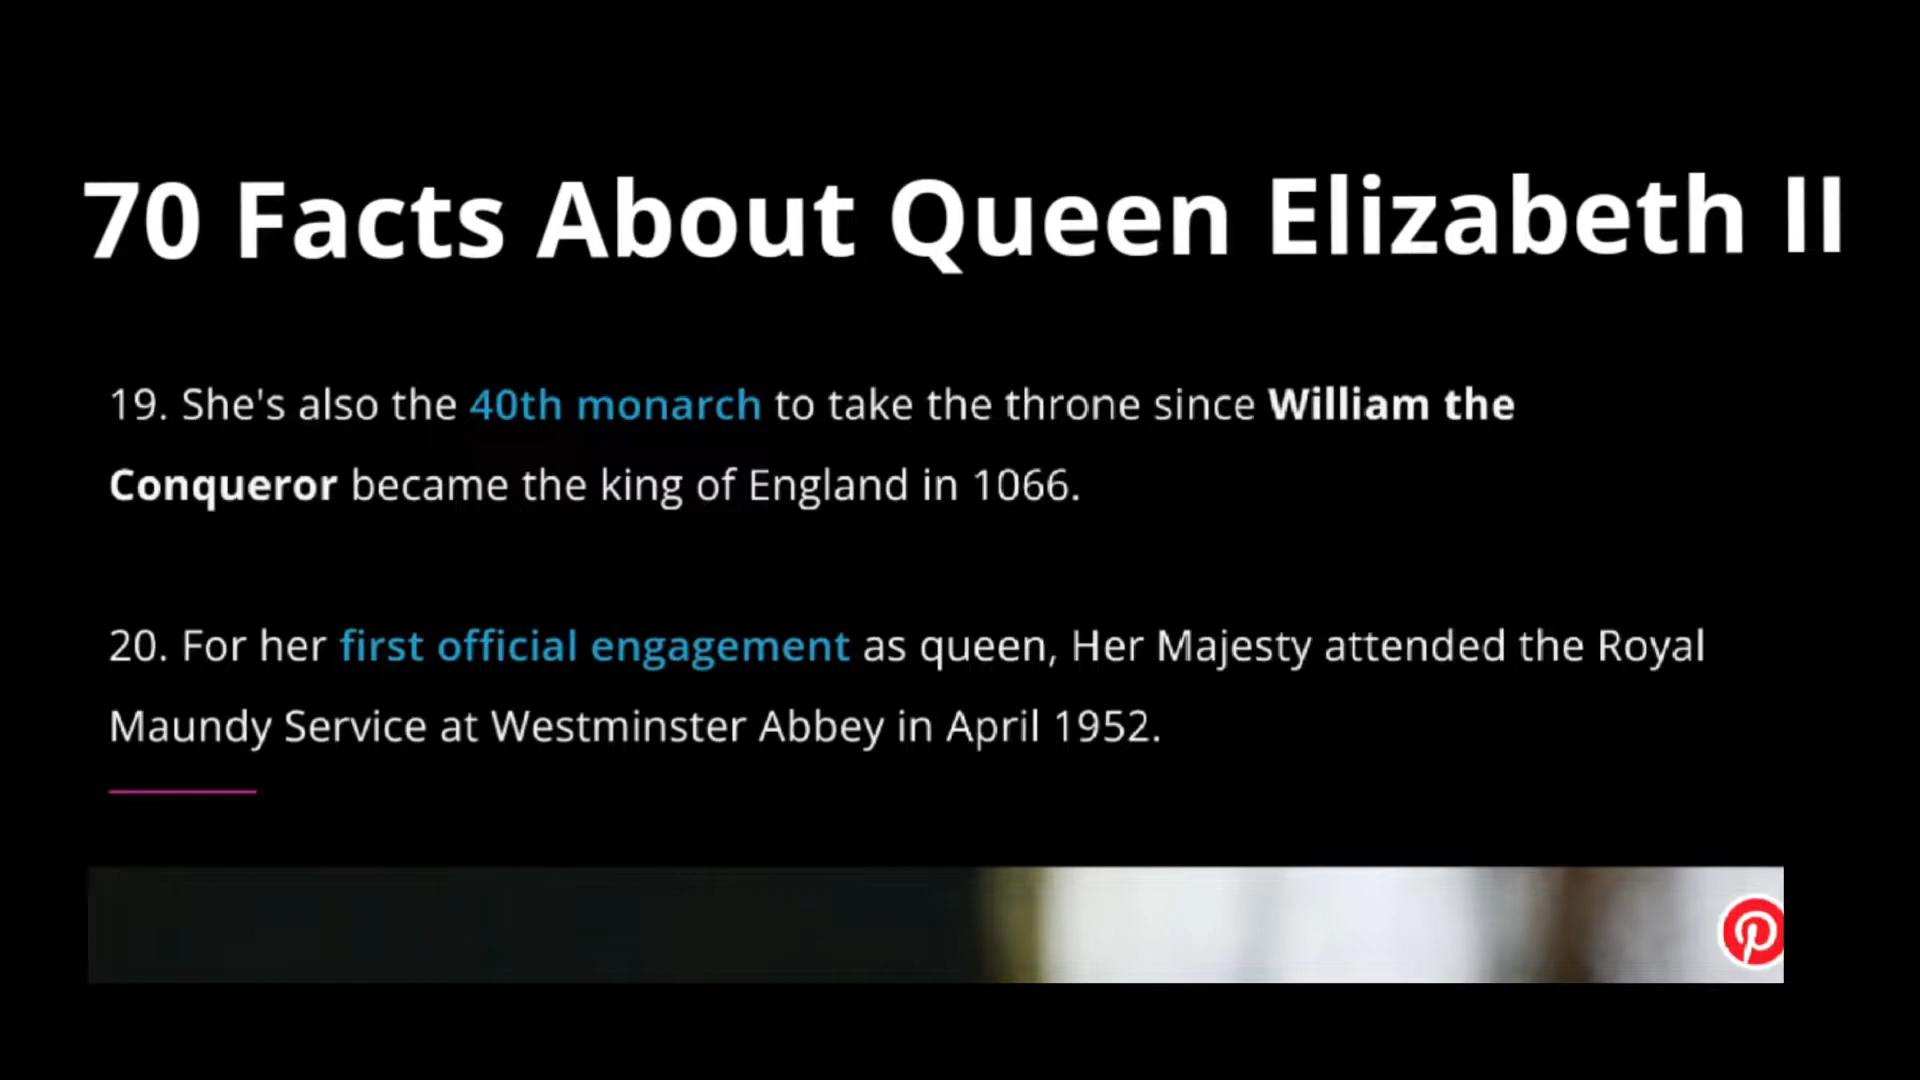 70 Facts About Queen Elizabeth II
19. She's also the 40th monarch to take the throne since William the
Conqueror became the king of England in 1066.
20. For her first official engagement as queen, Her Majesty attended the Royal
Maundy Service at Westminster Abbey in April 1952.